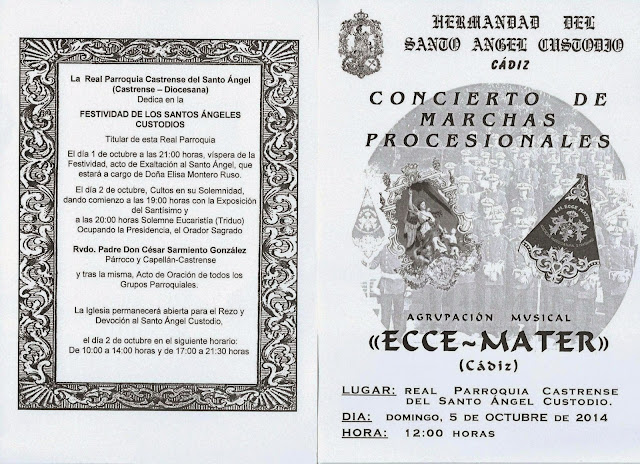 La Real Parroquia Castrense del Santo Ángel
(Castrense – Diocesana)
Dedica en la
FESTIVIDAD DE LOS SANTOS ÁNGELES
CUSTODIOS
Titular de esta Real Parroquia
El día 1 de octubre a las 21:00 horas, víspera de la
Festividad, acto de Exaltación al Santo Ángel, que
estará a cargo de Doña Elisa Montero Ruso.
El día 2 de octubre, Cultos en su Solemnidad,
dando comienzo a las 19:00 horas con la Exposición
del Santísimo y
a las 20:00 horas Solemne Eucaristía (Triduo)
Ocupando la Presidencia, el Orador Sagrado
Rvdo. Padre Don César Sarmiento González
Párroco y Capellán-Castrense
y tras la misma, Acto de Oración de todos los
Grupos Parroquiales.
La Iglesia permanecerá abierta para el Rezo y
Devoción al Santo Ángel Custodio,
el día 2 de octubre en el siguiente horario:
De 10:00 a 14:00 horas y de 17:00 a 21:30 horas
HERMANDAD DEL
SANTO ANGEL CUSTODIO
CÁDIZ
CONCIERTO DE
MARCHAS
PROCESIONALES
A.M. ECCE MATER
AGRUPACIÓN MUSICAL
«ECCE~MATER»
(Cádiz)
LUGAR: REAL PARROQUIA CASTRENSE
DEL SANTO ÁNGEL CUSTODIO.
DIA: DOMINGO, 5 DE OCTUBRE DE 2014
HORA: 12:00 HORAS